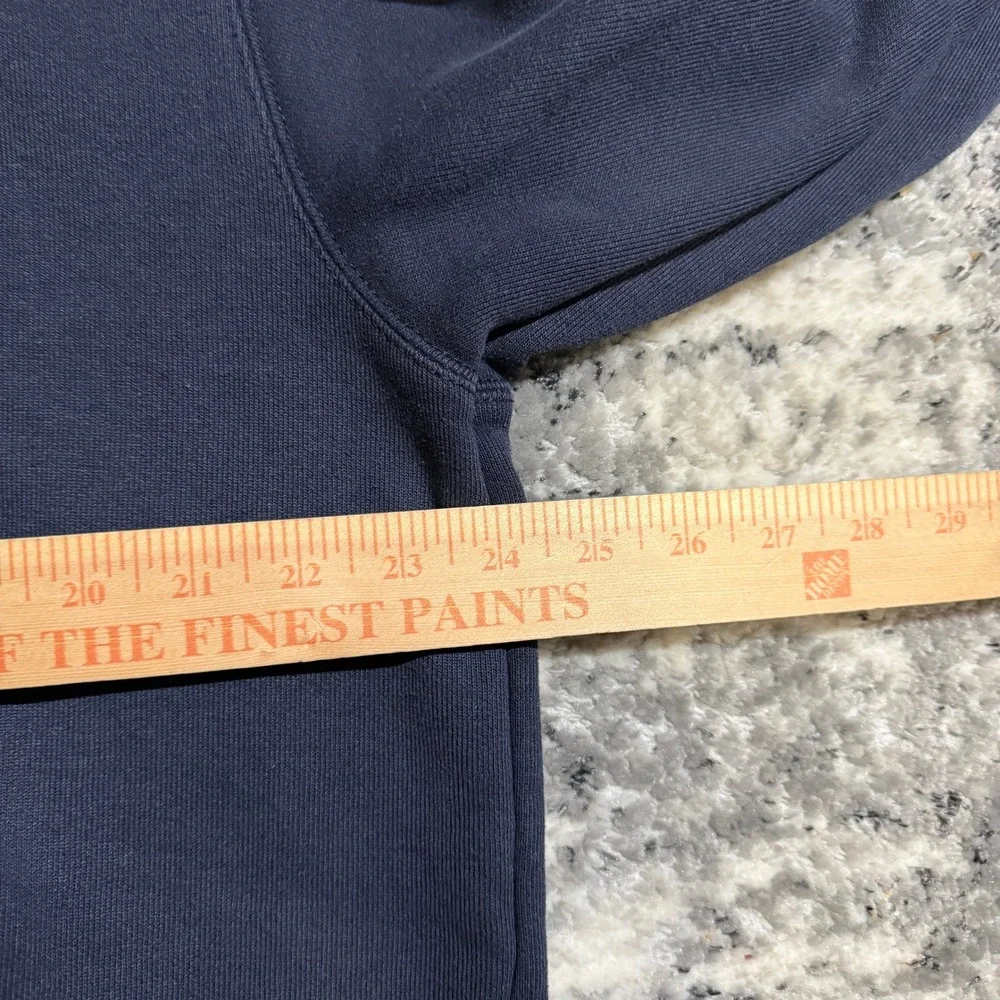 20 21 22 23 24 25 26 27 28 29
F THE FINEST PAINTS